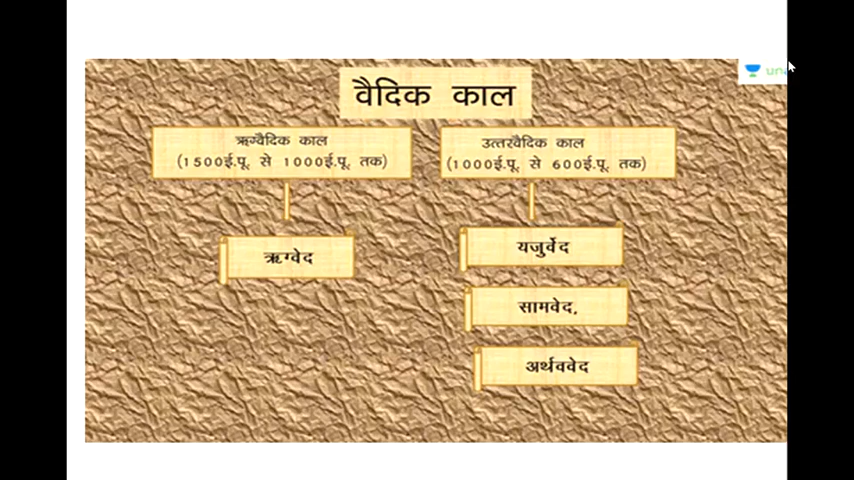 वैदिक काल
ऋग्वैदिक काल
(1500ई.पू. से 1000ई.पू. तक)
उत्तरवैदिक काल
(1000ई.पू. से 600ई.पू. तक)
ऋग्वेद
यजुर्वेद
सामवेद,
अर्थववेद